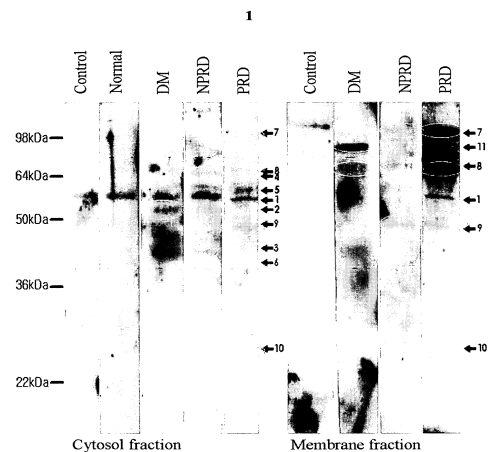 1
Control Normal DM NPRD PRD Control DM NPRD PRD
98kDa 7 7
11
64kDa 8
8
5
1 1
2
50kDa
9 9
3
6
36kDa
10 10
22kDa
Cytosol fraction Membrane fraction